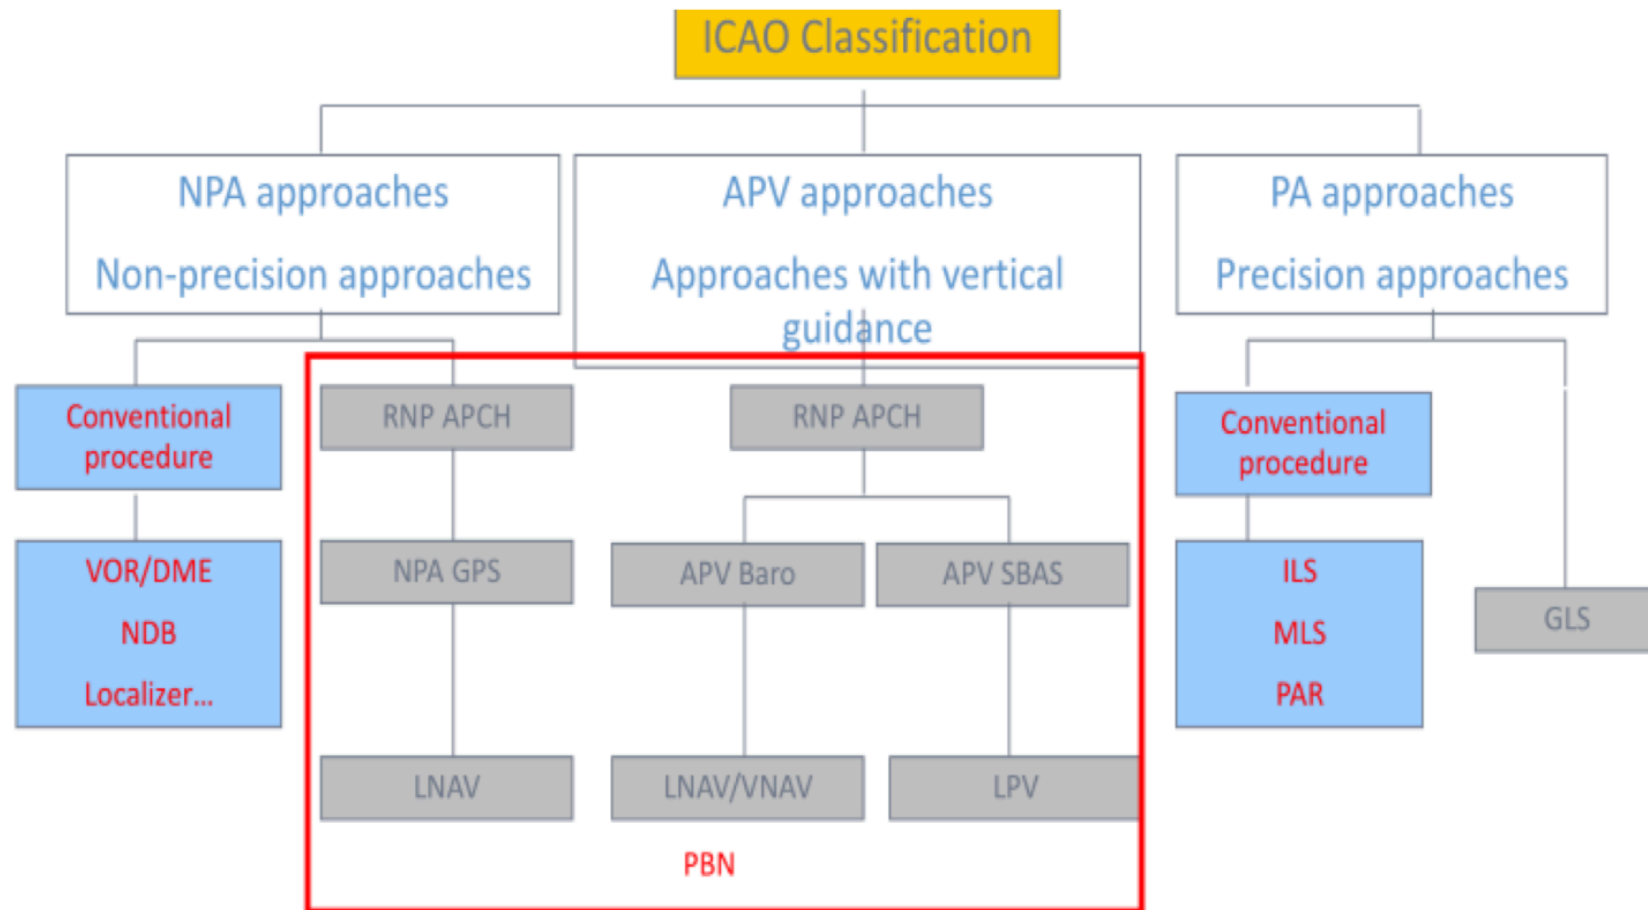 ICAO Classification
NPA approaches
Non-precision approaches
APV approaches
Approaches with vertical
guidance
PA approaches
Precision approaches
Conventional
procedure
RNP APCH
RNP APCH
Conventional
procedure
VOR/DME
NDB
Localizer...
NPA GPS
APV Baro
APV SBAS
ILS
MLS
PAR
GLS
LNAV
LNAV/VNAV
LPV
PBN